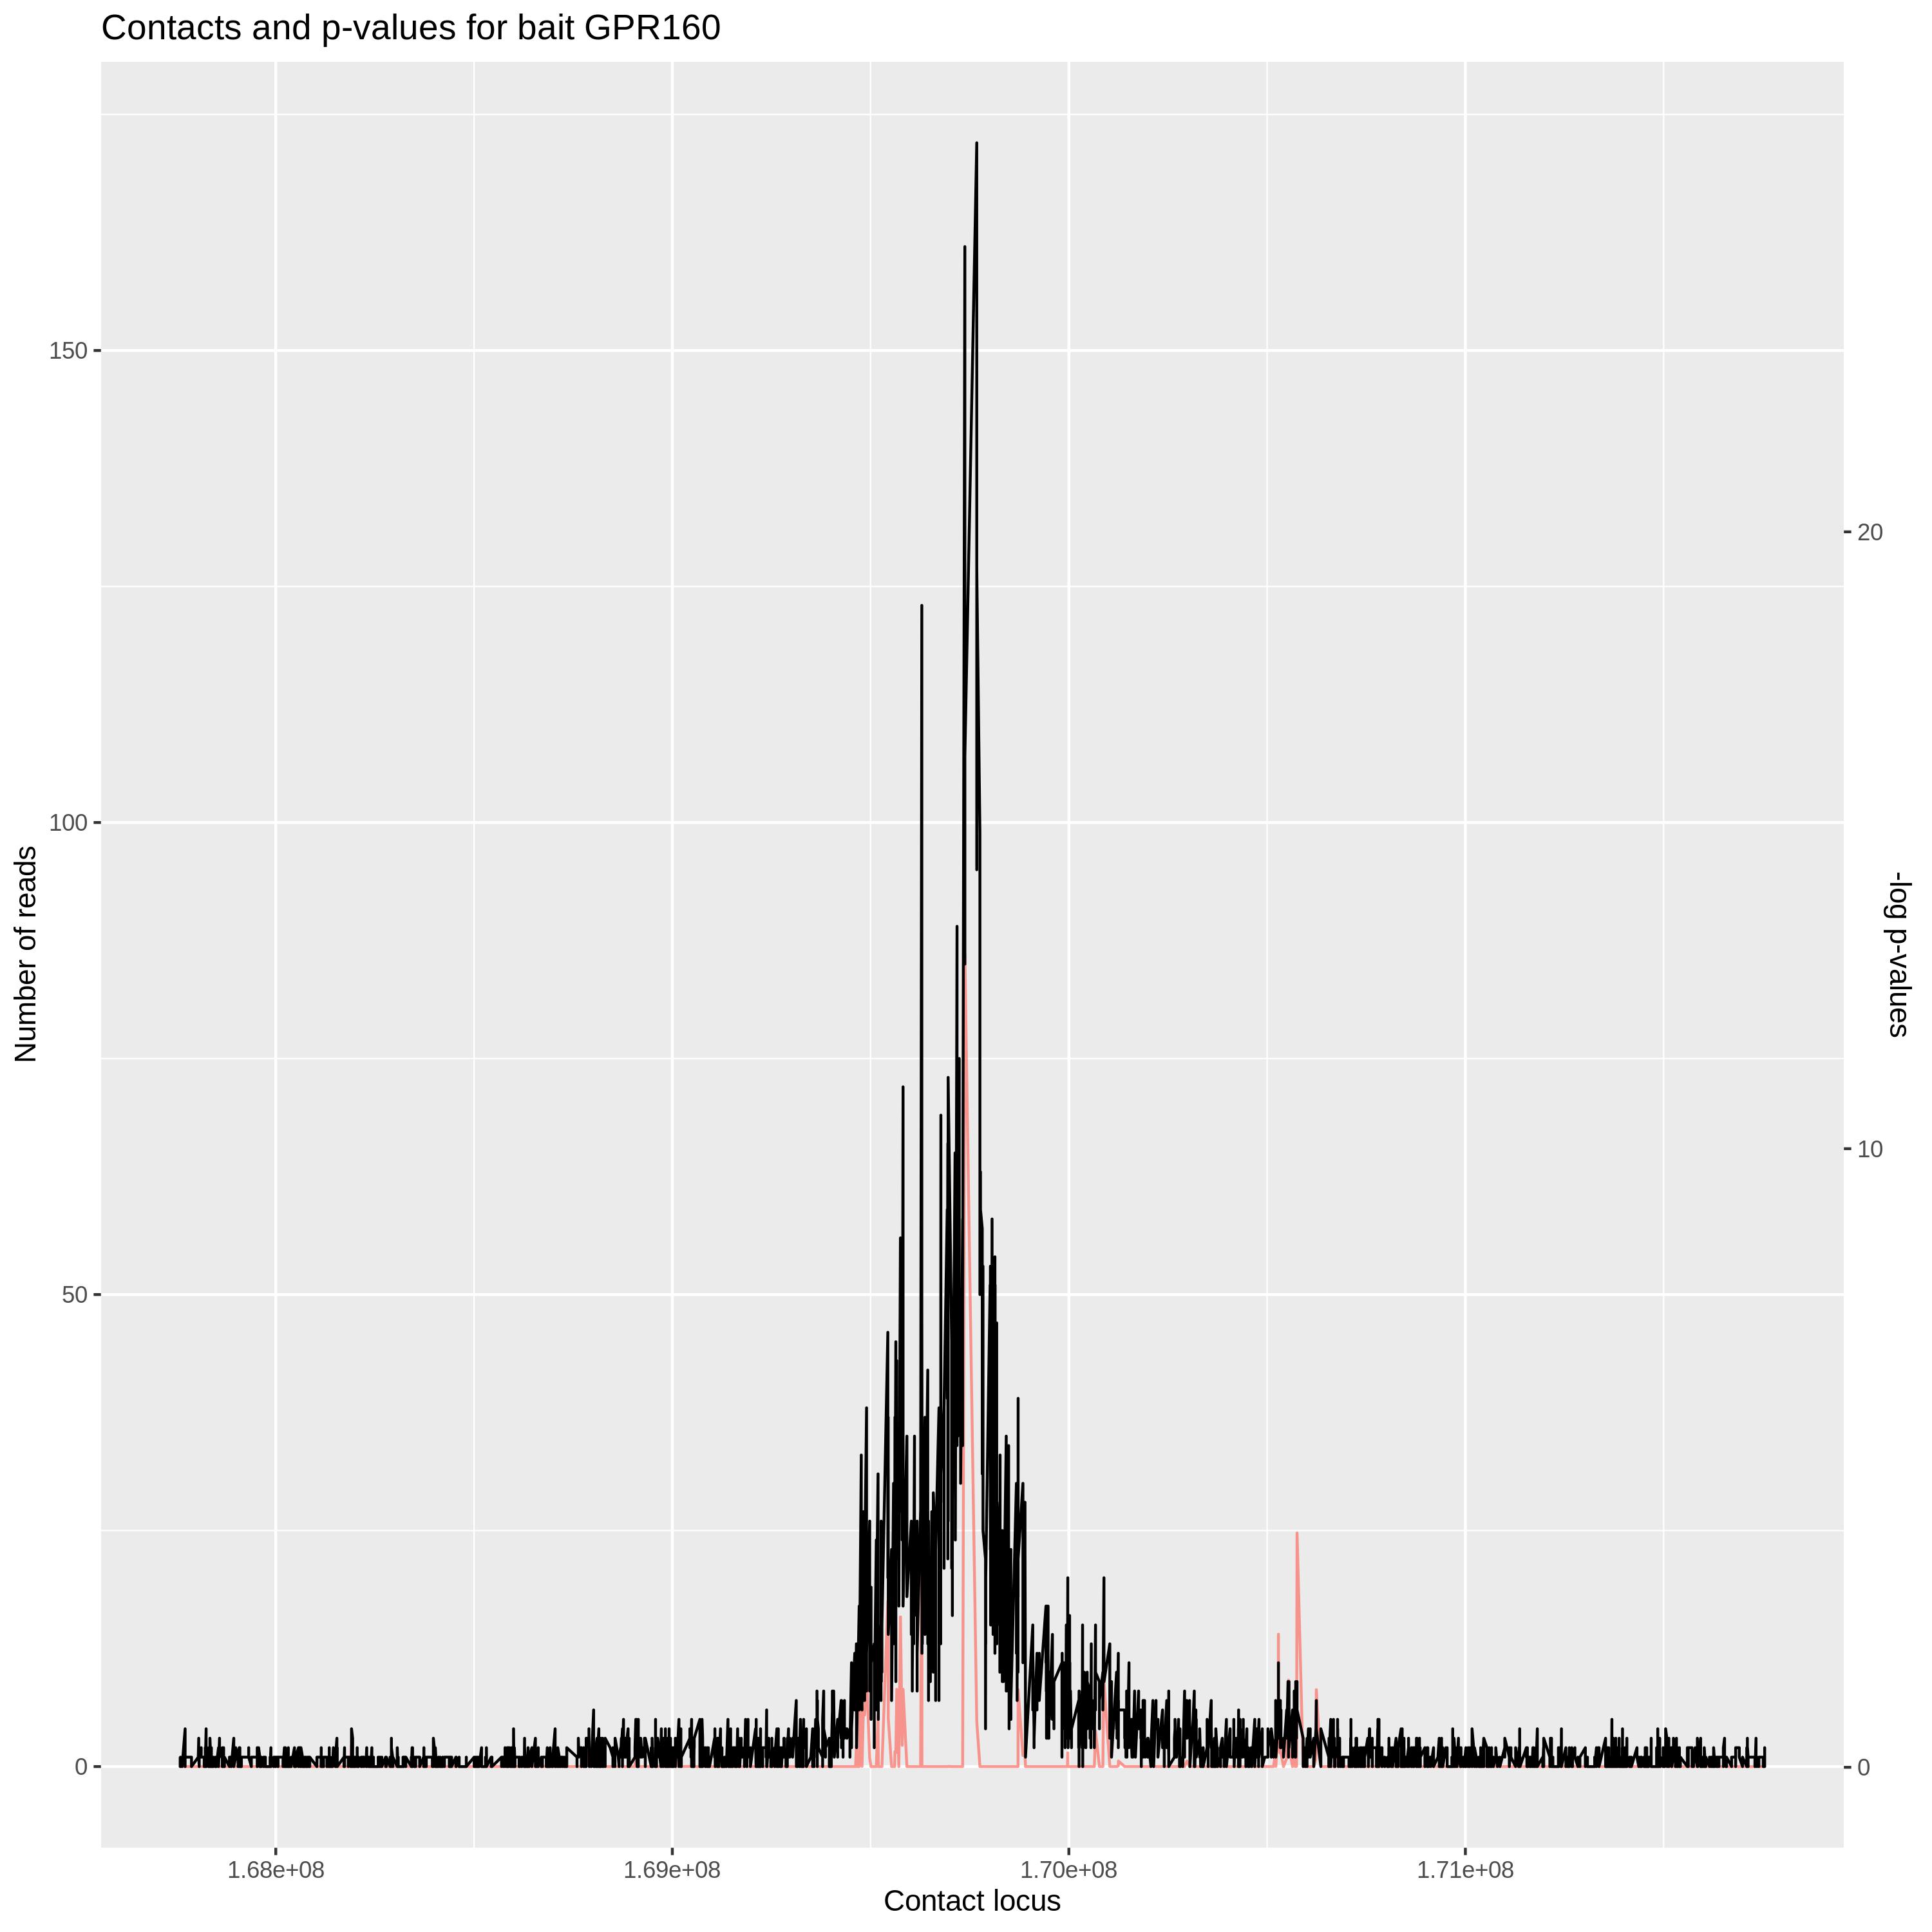 Contacts and p-values for bait GPR160
Number of reads
150
100
50
0
20
10
0
-log p-values
1.68e+08
1.69e+08
1.70e+08
1.71e+08
Contact locus